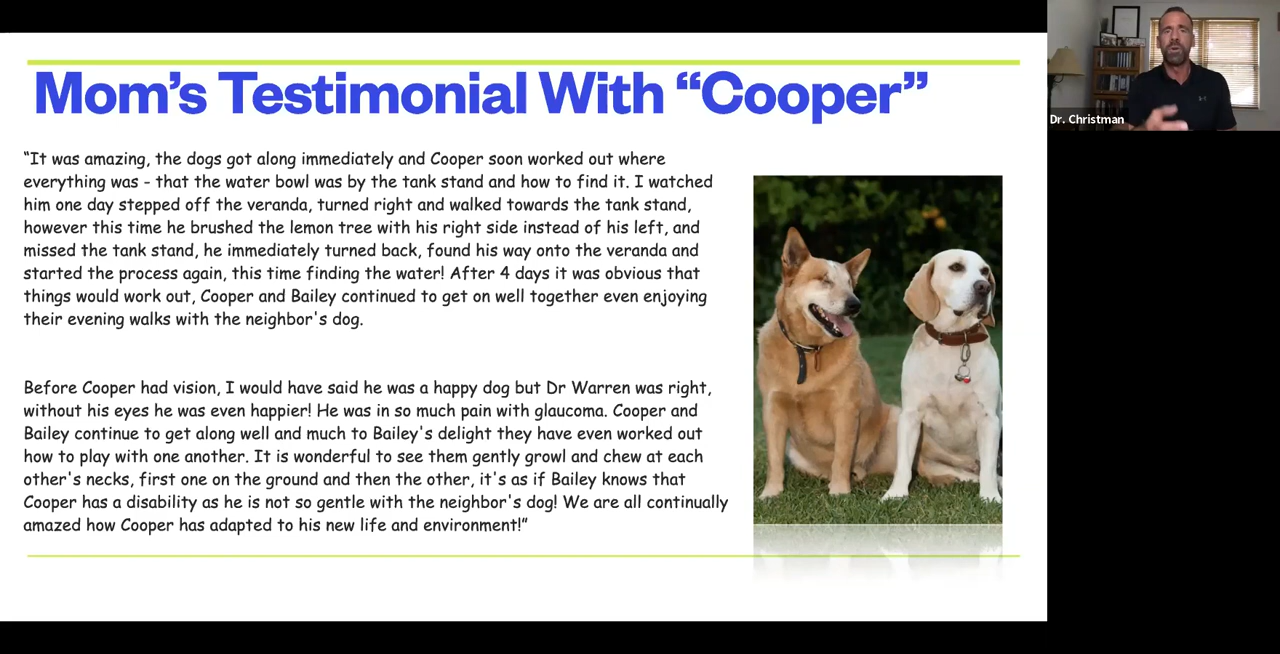 Mom’s Testimonial With “Cooper”
Dr. Christman
“It was amazing, the dogs got along immediately and Cooper soon worked out where
everything was - that the water bowl was by the tank stand and how to find it. I watched
him one day stepped off the veranda, turned right and walked towards the tank stand,
however this time he brushed the lemon tree with his right side instead of his left, and
missed the tank stand, he immediately turned back, found his way onto the veranda and
started the process again, this time finding the water! After 4 days it was obvious that
things would work out, Cooper and Bailey continued to get on well together even enjoying
their evening walks with the neighbor's dog.
Before Cooper had vision, I would have said he was a happy dog but Dr Warren was right,
without his eyes he was even happier! He was in so much pain with glaucoma. Cooper and
Bailey continue to get along well and much to Bailey's delight they have even worked out
how to play with one another. It is wonderful to see them gently growl and chew at each
other's necks, first one on the ground and then the other, it's as if Bailey knows that
Cooper has a disability as he is not so gentle with the neighbor's dog! We are all continually
amazed how Cooper has adapted to his new life and environment!”